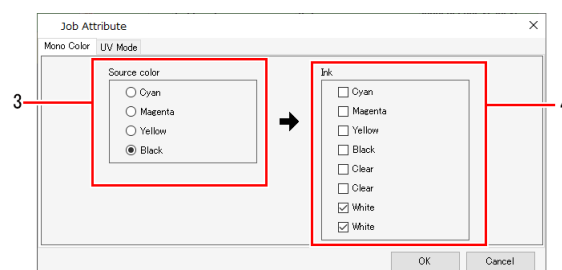 Job Attribute
Mono Color UV Mode
3
Source color
Cyan
Magenta
Yellow
Black
Ink
Cyan
Magenta
Yellow
Black
Clear
Clear
White
White
OK Cancel